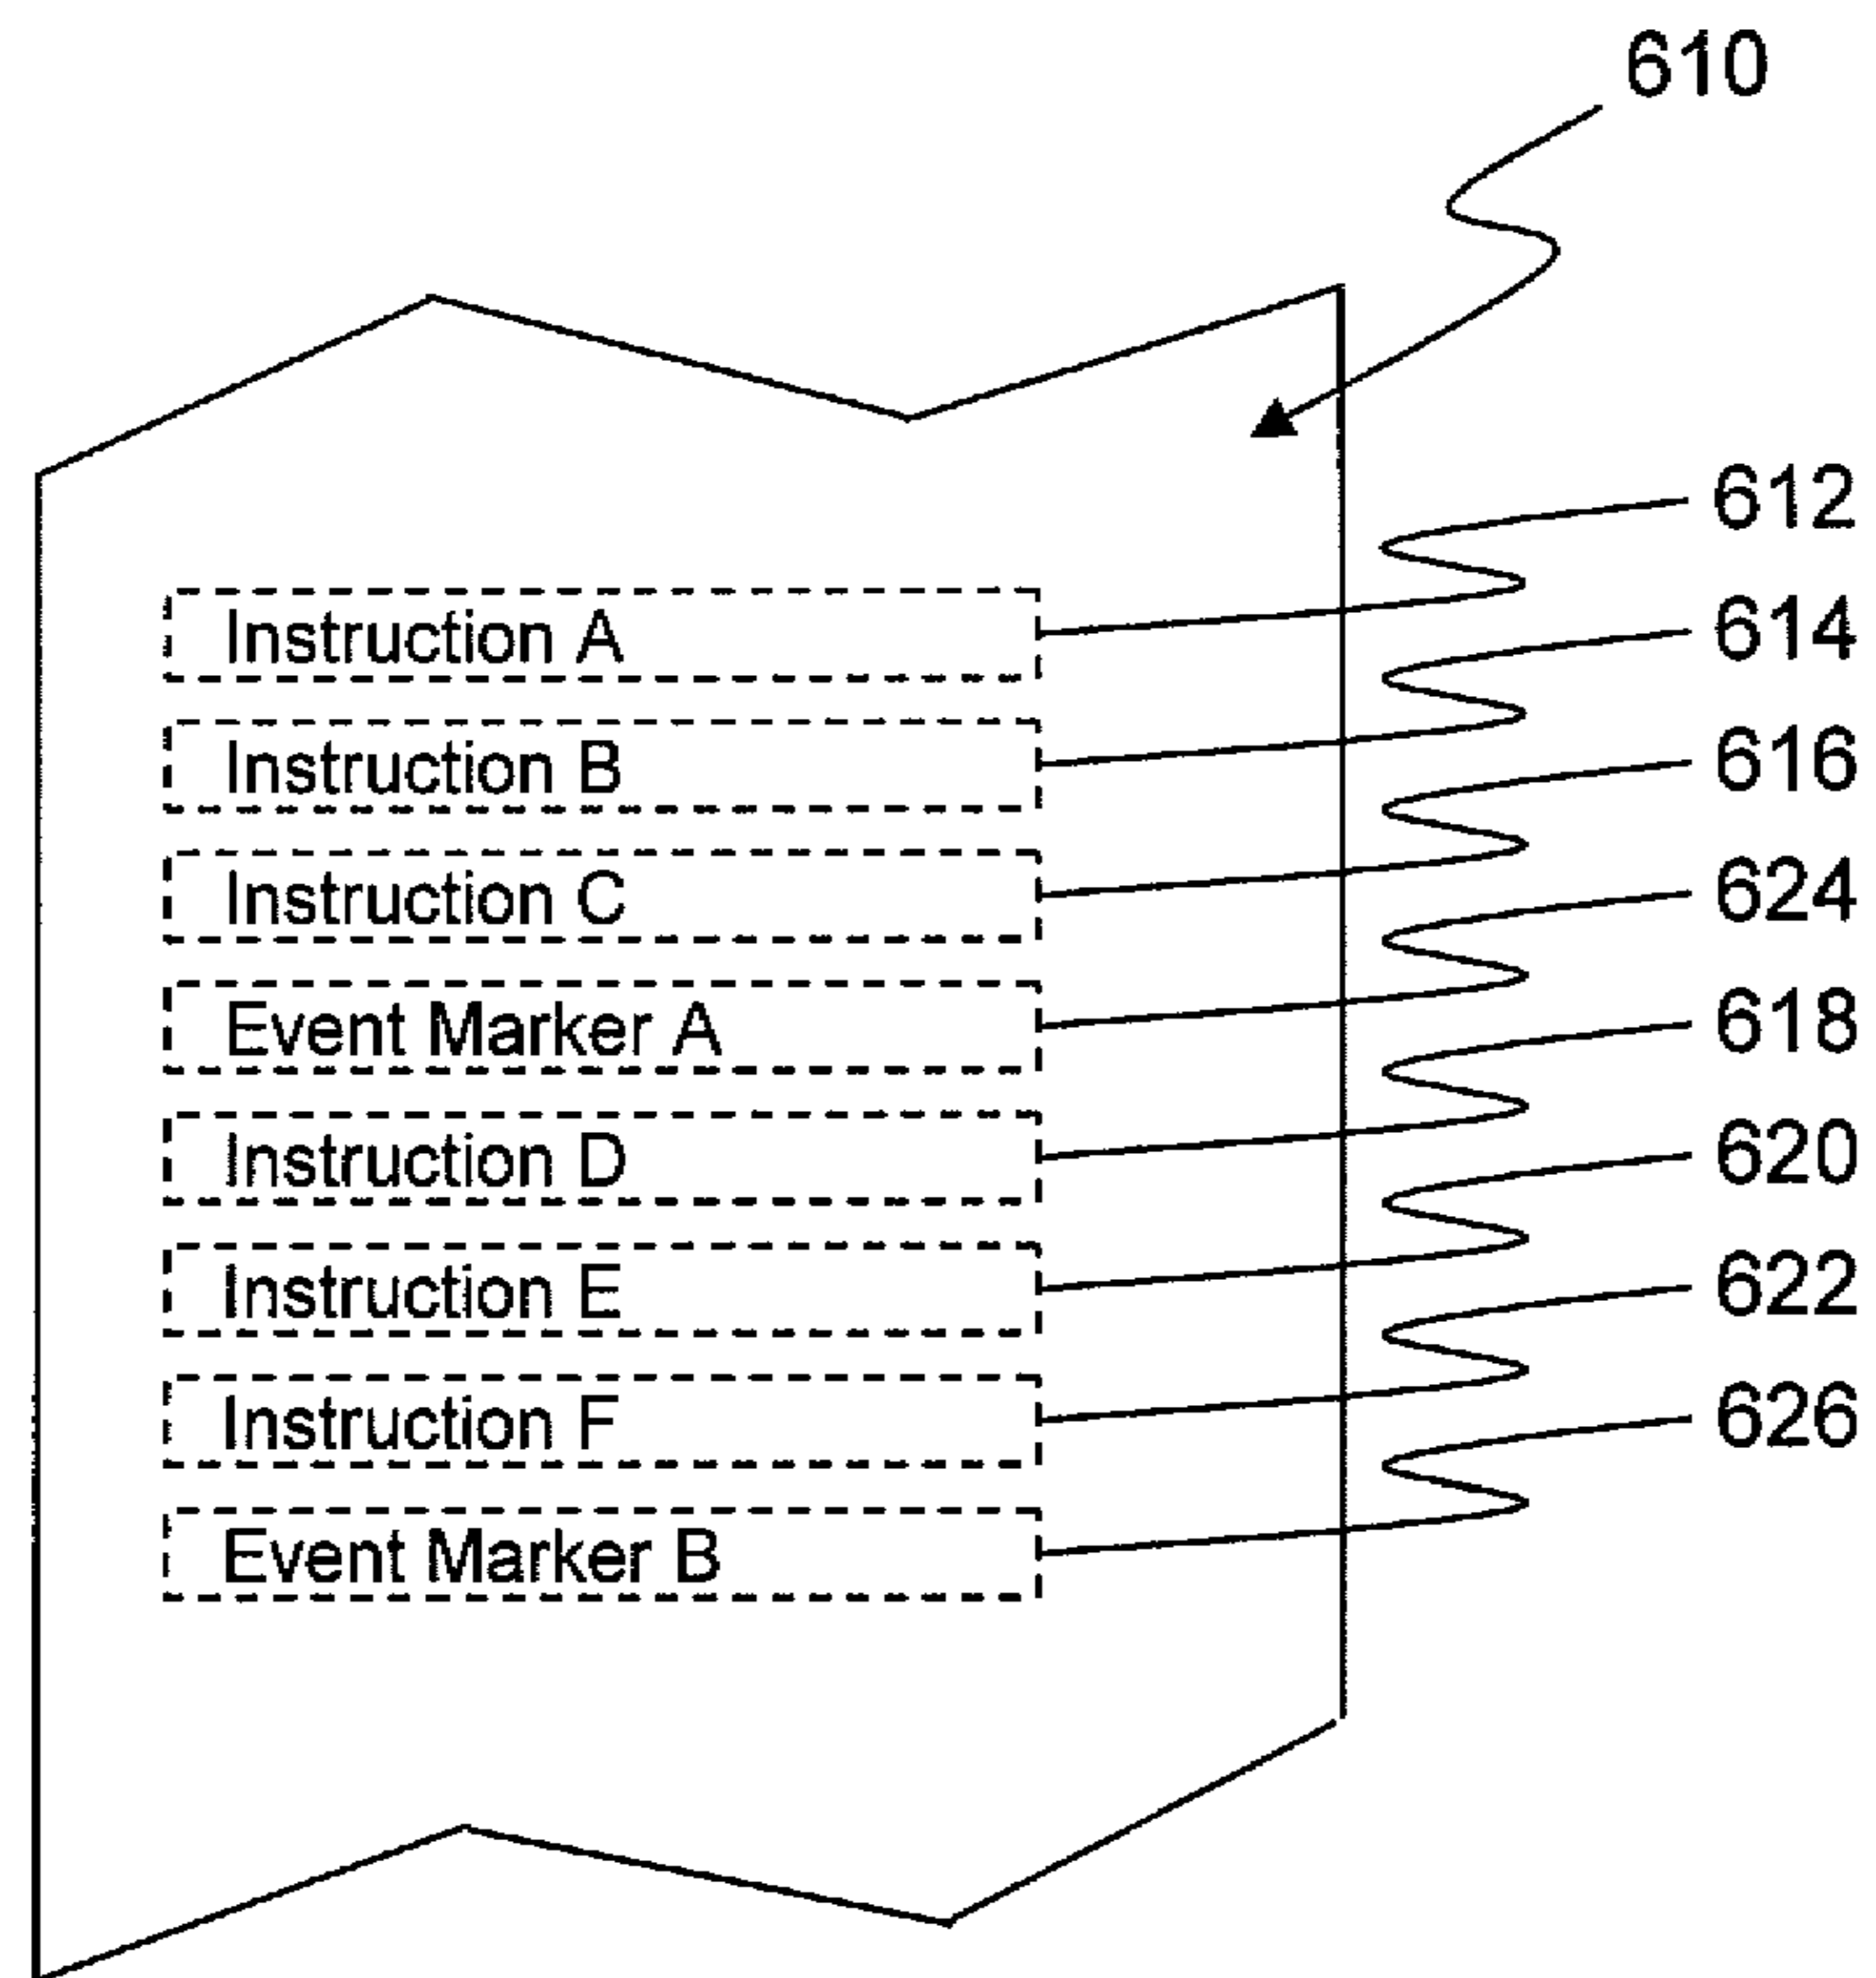 610
Instruction A 612
Instruction B 614
Instruction C 616
Event Marker A 624
Instruction D 618
Instruction E 620
Instruction F 622
Event Marker B 626